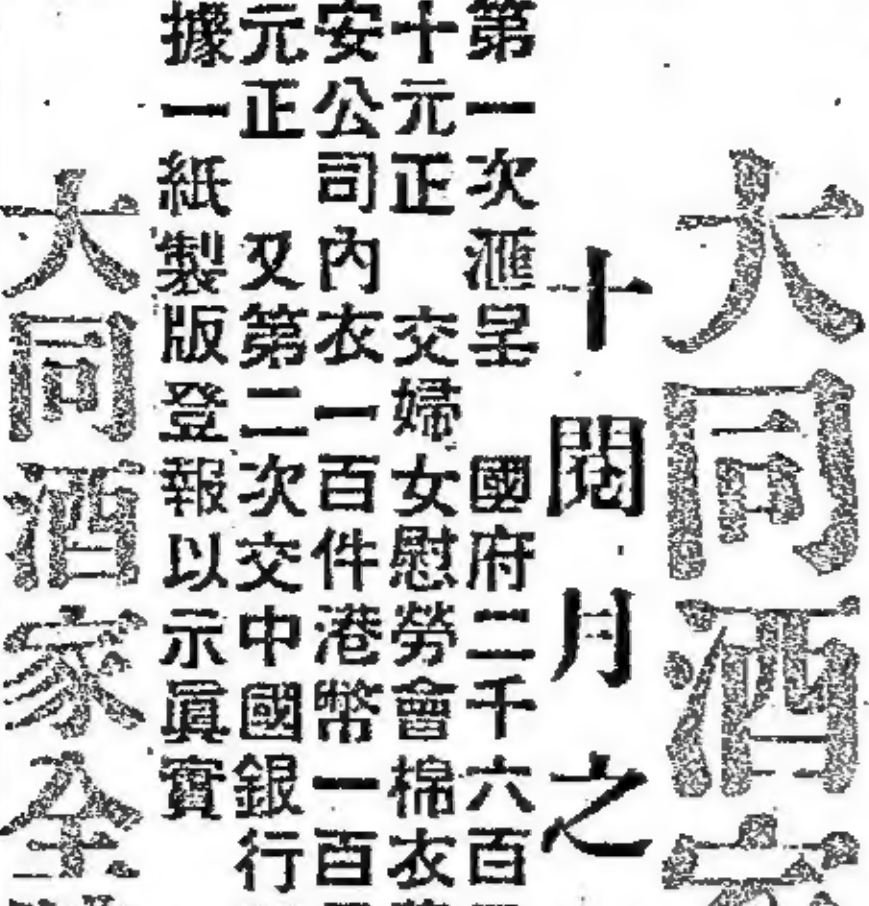 大同酒家
十閱月之
第一次滙呈 國府二千六百
十元正 交婦女慰勞會棉衣
安公司內衣一百件港幣一百
元正 又第二次交中國銀行
據一紙製版登報以示眞實
大同酒家全